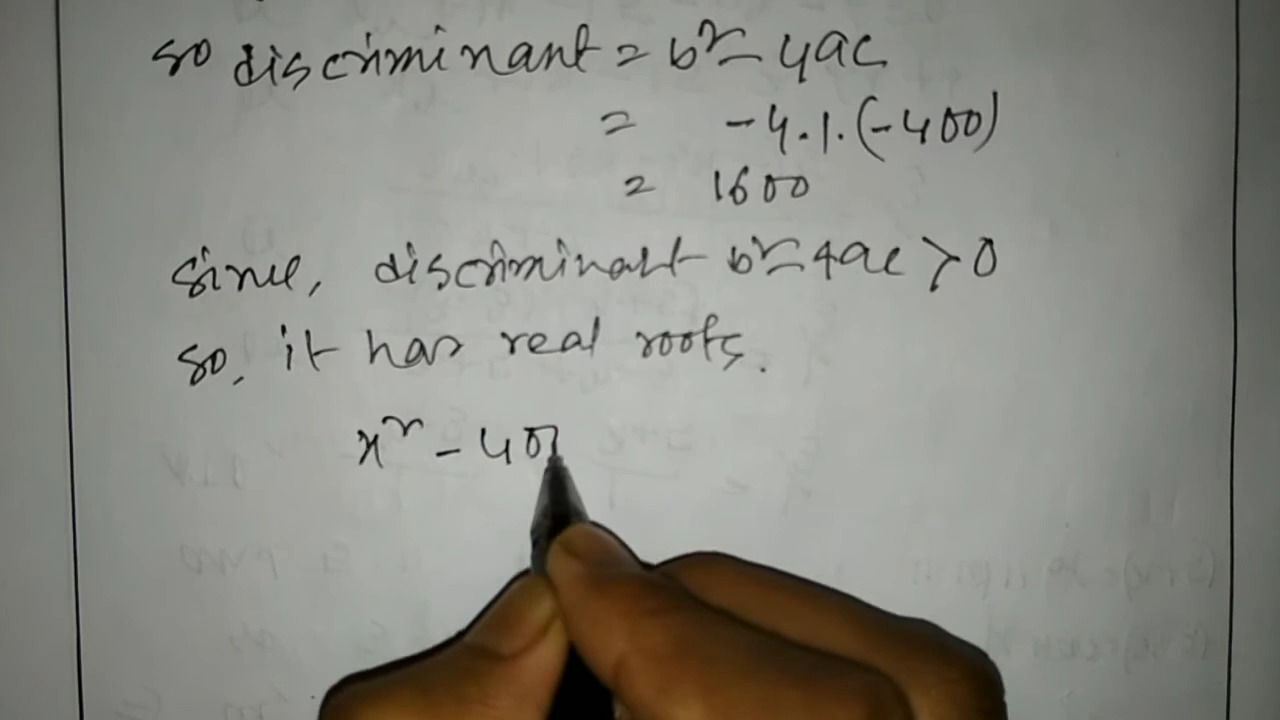 so discriminant = b² - 4ac
= -4.1.(-400)
= 1600
since, discriminant b² - 4ac > 0
so, it has real roots.
x² - 40